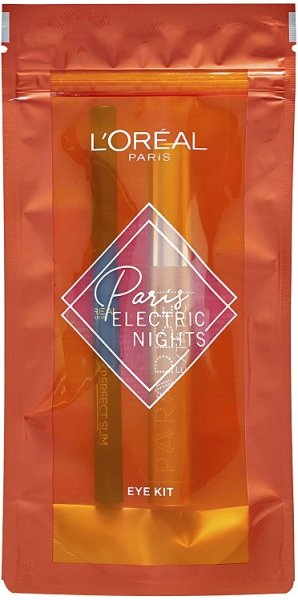 L'ORÉAL
PARIS
Paris
ELECTRIC
NIGHTS
PERFECT SLIM
PARADISE
EYE KIT